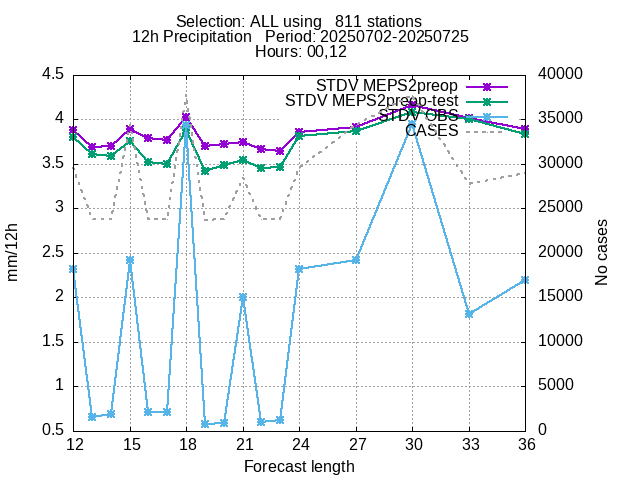 Selection: ALL using   811 stations
12h Precipitation   Period: 20250702-20250725
Hours: 00,12
STDV MEPS2preop
STDV MEPS2preop-test
STDV OBS
CASES
4.5
4
3.5
3
2.5
2
1.5
1
0.5
mm/12h
40000
35000
30000
25000
20000
15000
10000
5000
0
No cases
12 15 18 21 24 27 30 33 36
Forecast length